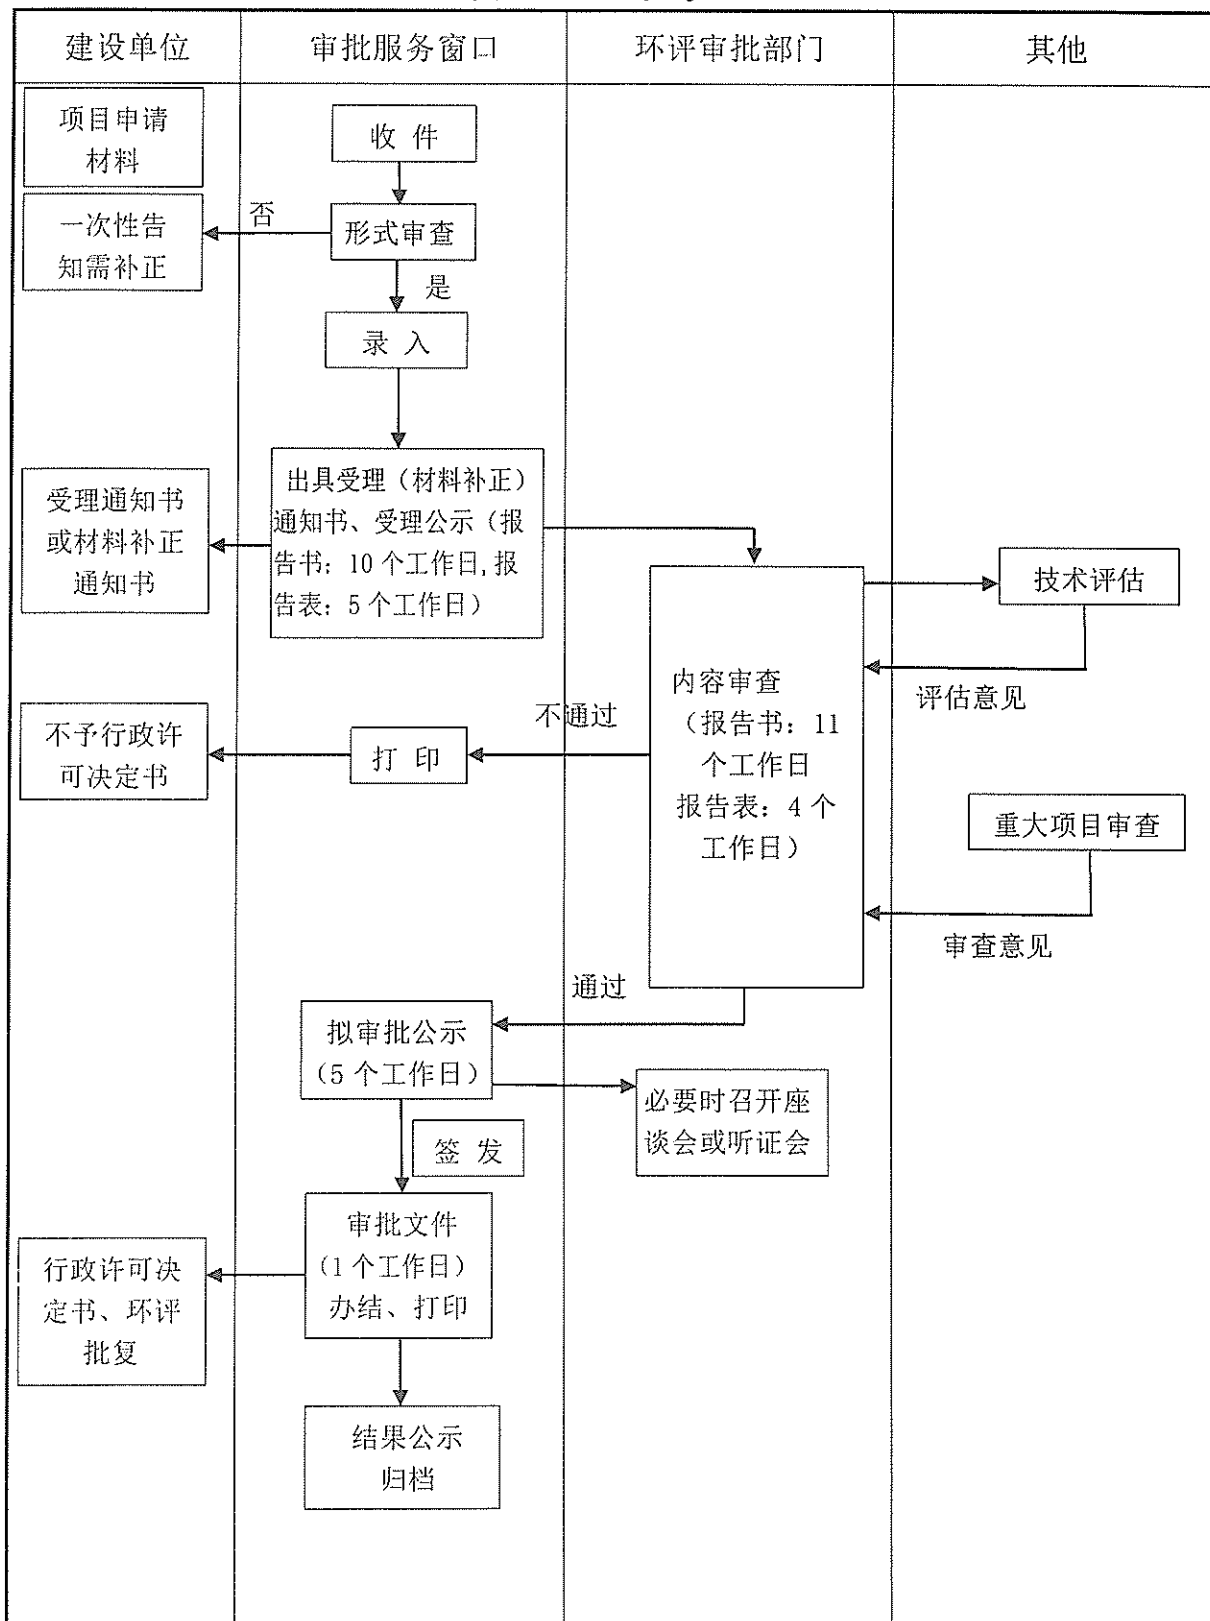 建设单位
审批服务窗口
环评审批部门
其他
项目申请
材料
收 件
一次性告
知需补正
否
形式审查
是
录 入
受理通知书
或材料补正
通知书
出具受理（材料补正）
通知书、受理公示（报
告书：10 个工作日,报
告表：5 个工作日）
技术评估
评估意见
内容审查
（报告书：11
个工作日
报告表：4 个
工作日）
不通过
打 印
不予行政许
可决定书
重大项目审查
审查意见
通过
拟审批公示
（5 个工作日）
必要时召开座
谈会或听证会
签 发
审批文件
(1 个工作日)
办结、打印
行政许可决
定书、环评
批复
结果公示
归档